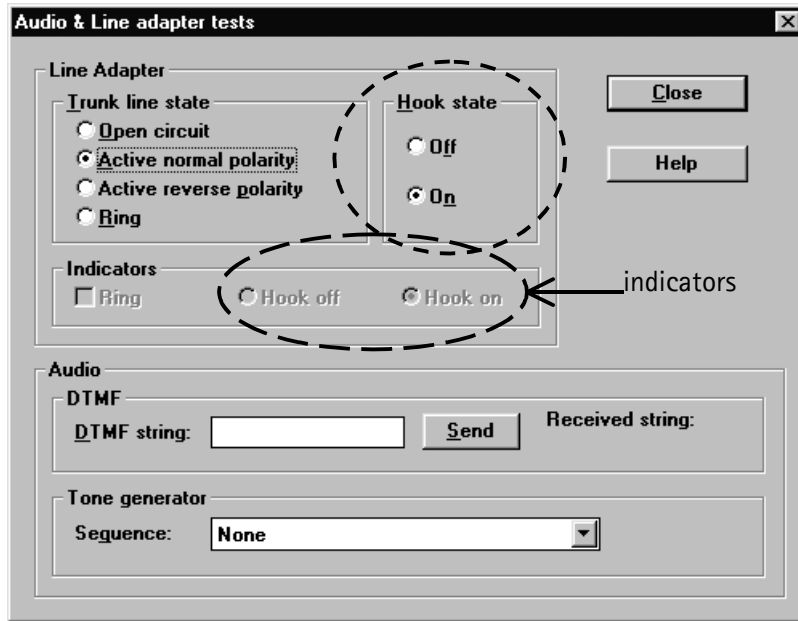 Audio & Line adapter tests
Line Adapter
Trunk line state
Open circuit
Active normal polarity
Active reverse polarity
Ring
Hook state
Off
On
Close
Help
Indicators
Ring
Hook off
Hook on
indicators
Audio
DTMF
DTMF string:
Send
Received string:
Tone generator
Sequence:
None